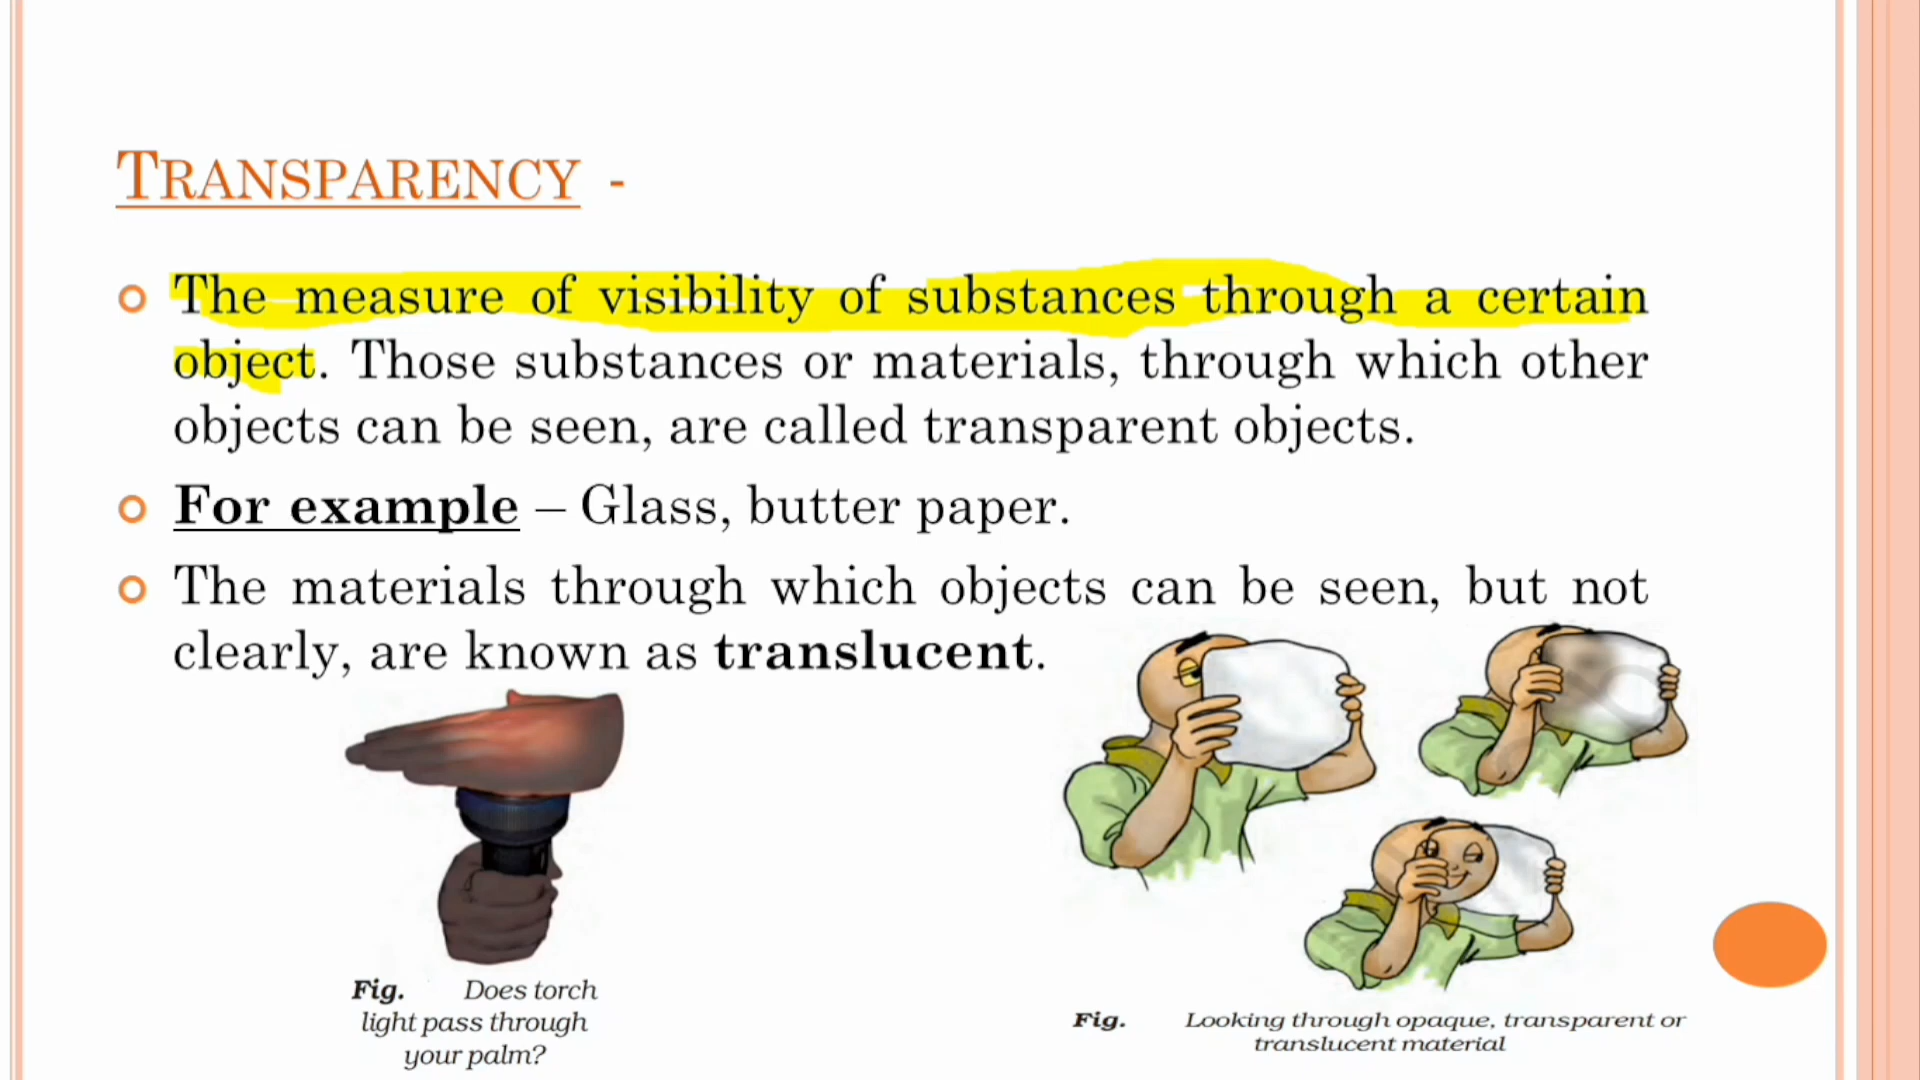 TRANSPARENCY -
The measure of visibility of substances through a certain
object. Those substances or materials, through which other
objects can be seen, are called transparent objects.
For example – Glass, butter paper.
The materials through which objects can be seen, but not
clearly, are known as translucent.
Fig. Does torch
light pass through
your palm?
Fig. Looking through opaque, transparent or
translucent material